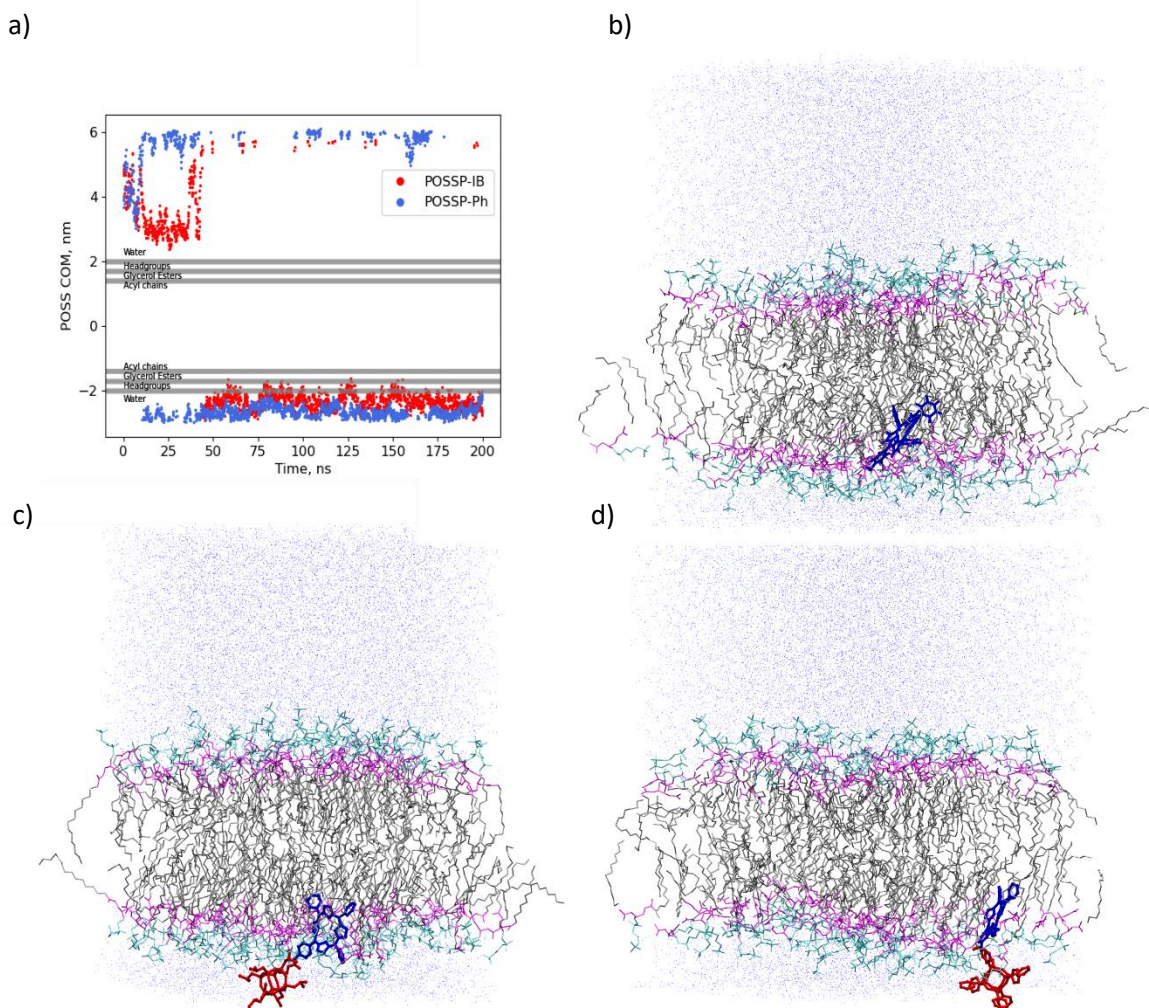 a)
b)
6
4
2
0
−2
POSS COM, nm
POSSP-IB
POSSP-Ph
Water
Headgroups
Glycerol Esters
Acyl chains
Acyl chains
Glycerol Esters
Headgroups
Water
0 25 50 75 100 125 150 175 200
Time, ns
c)
d)